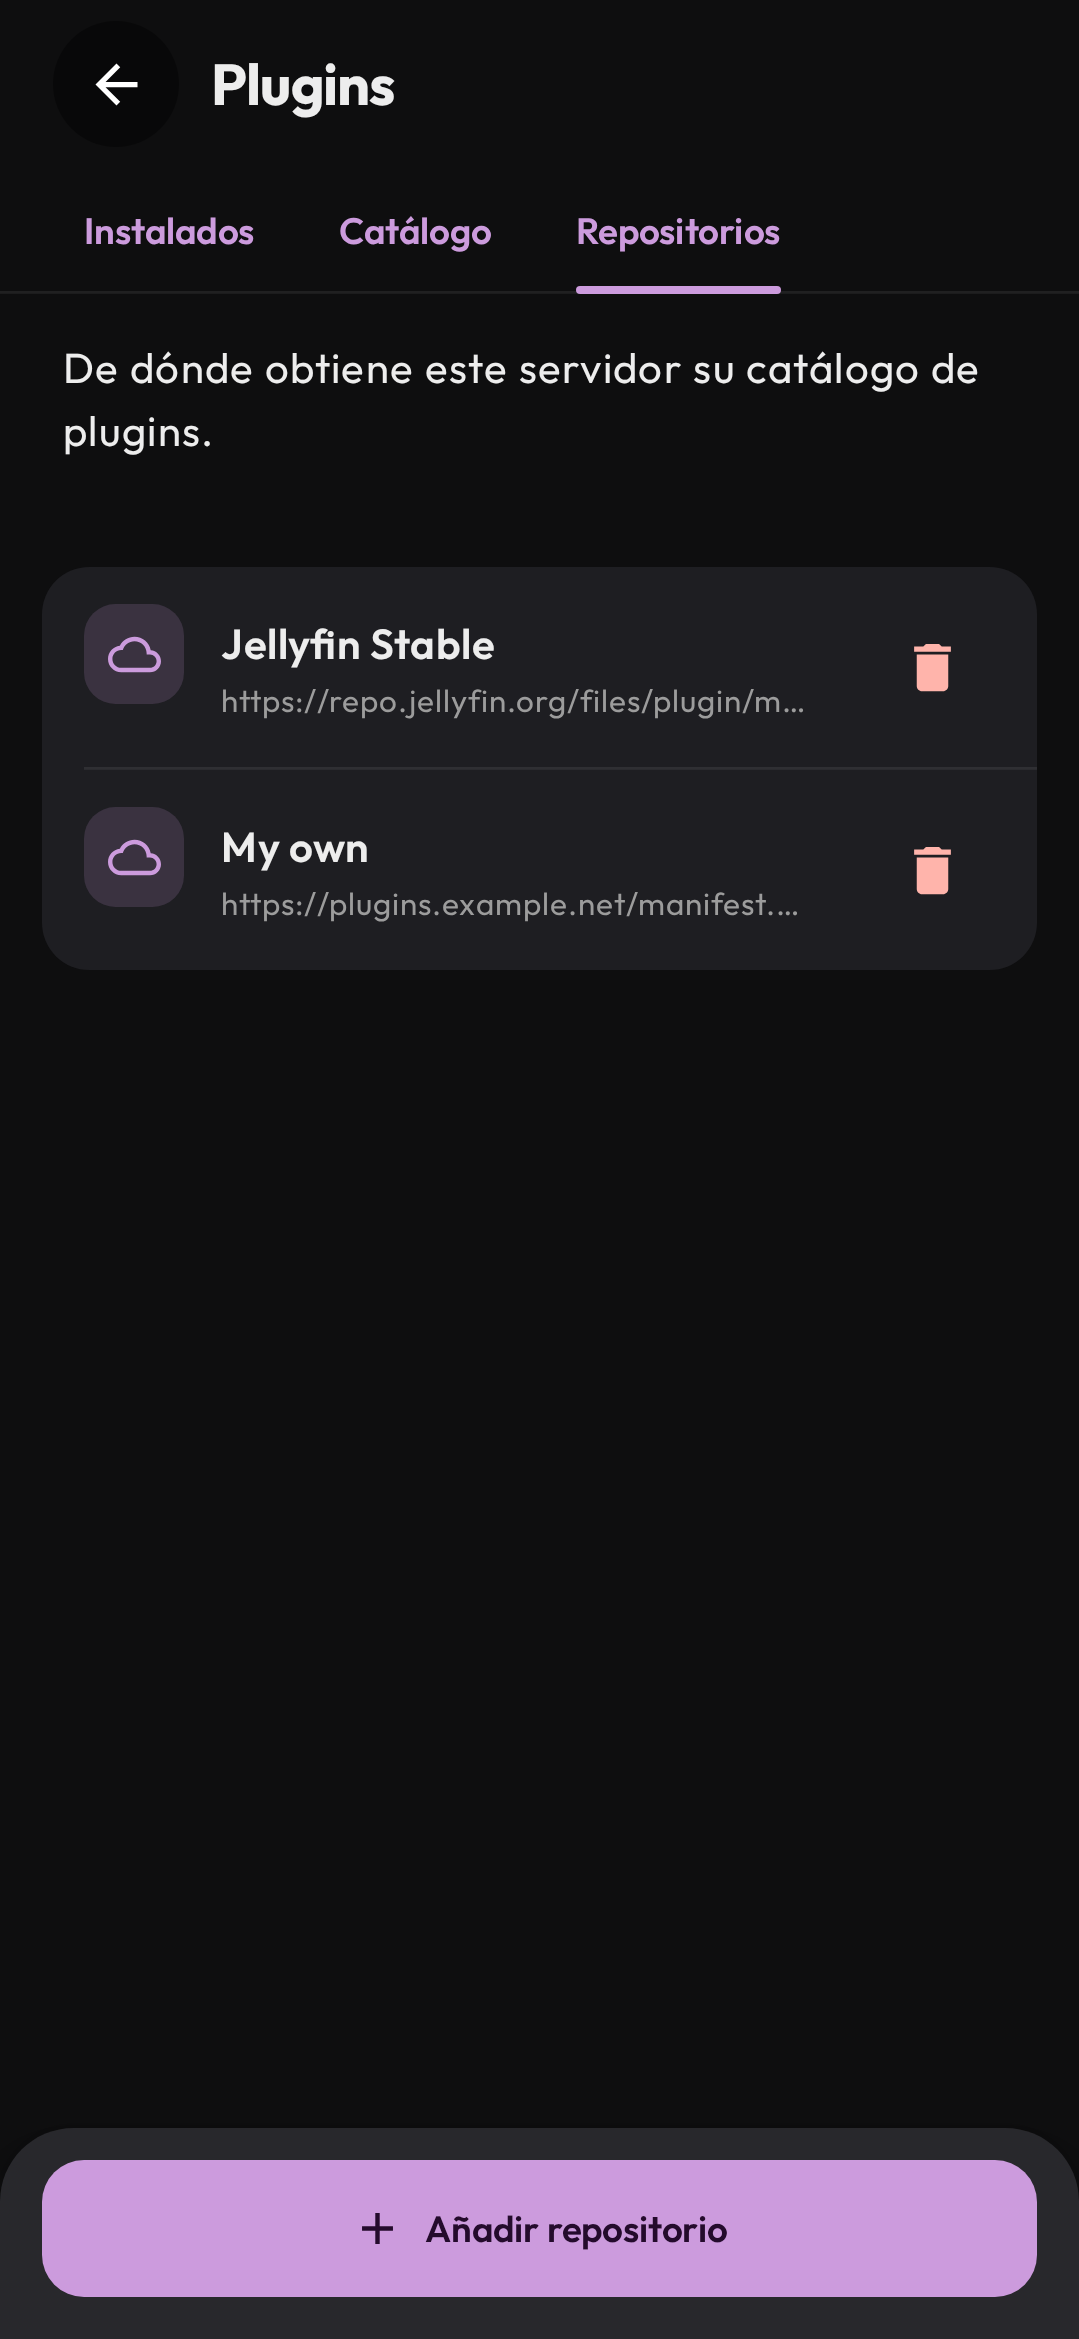 Plugins
Instalados
Catálogo
Repositorios
De dónde obtiene este servidor su catálogo de
plugins.
Jellyfin Stable
https://repo.jellyfin.org/files/plugin/m…
My own
https://plugins.example.net/manifest.…
Añadir repositorio